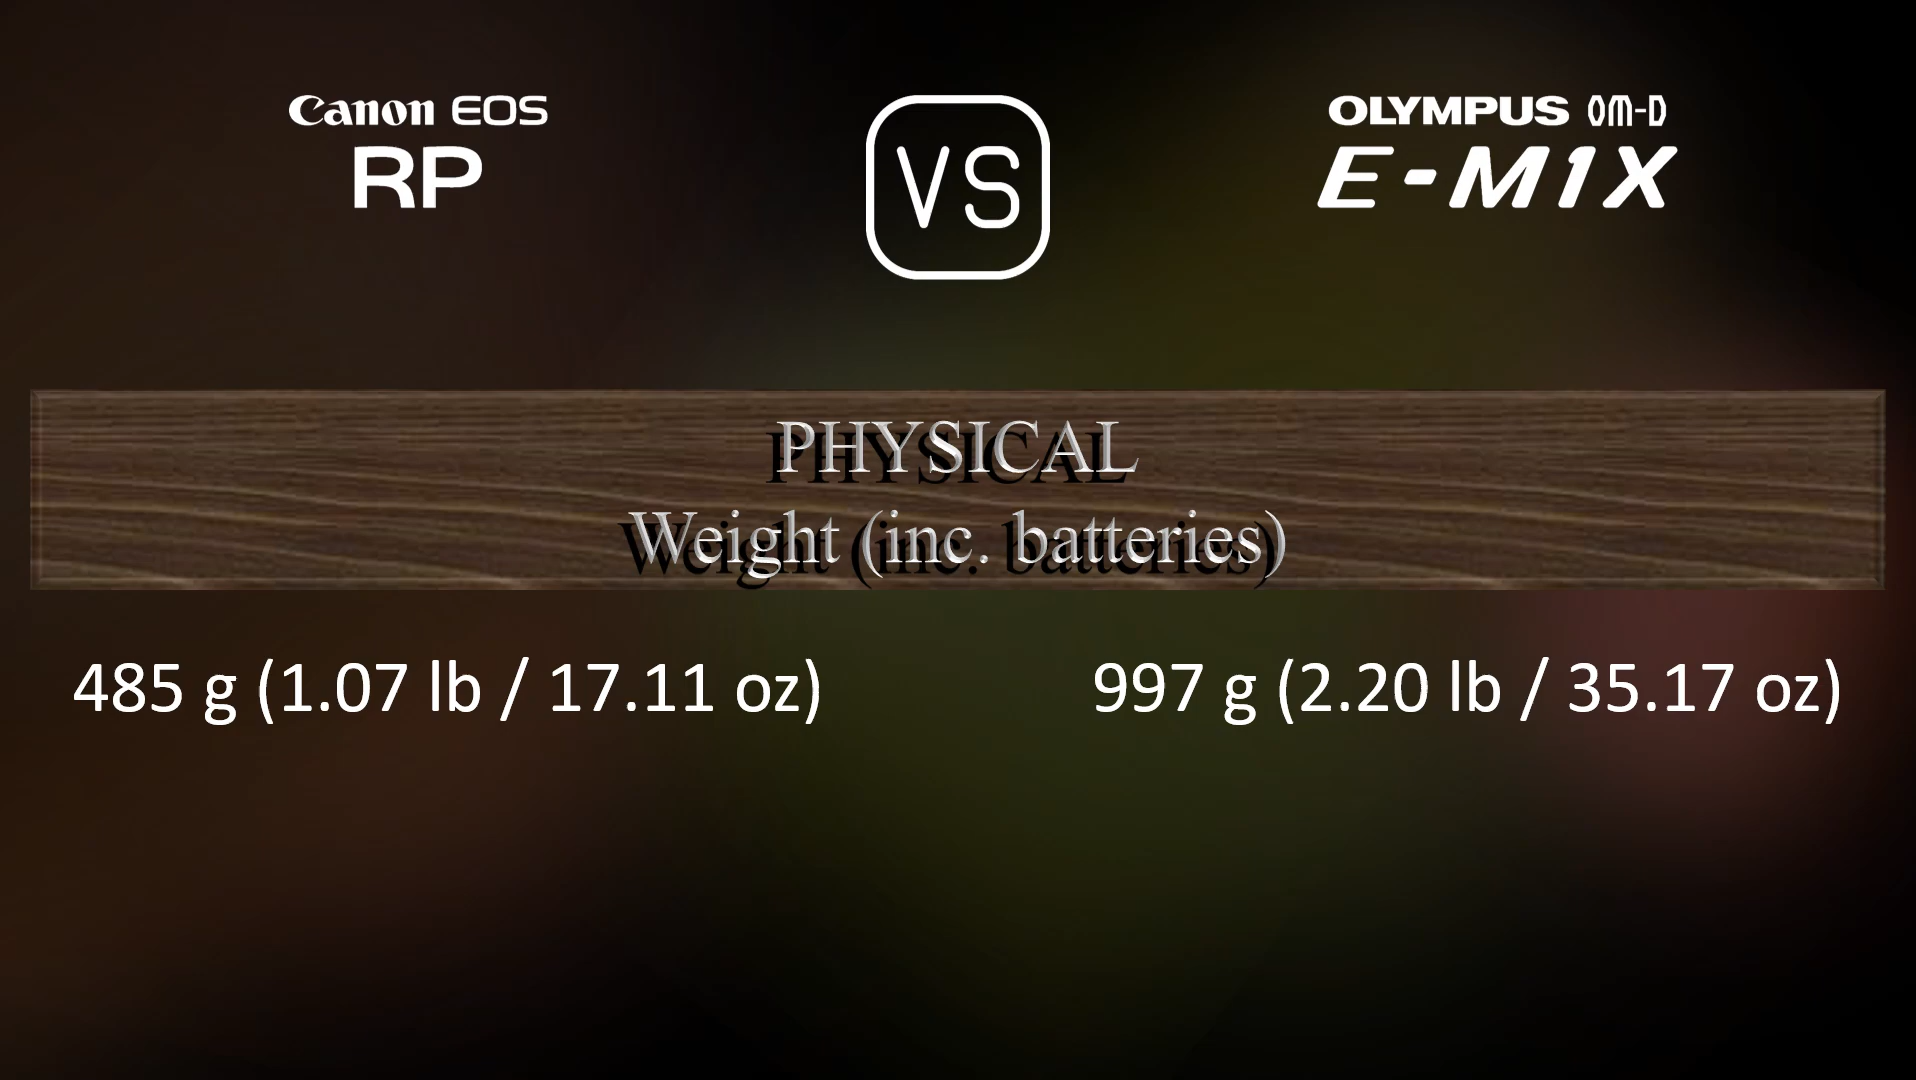 Canon EOS
RP
VS
OLYMPUS OM-D
E-M1X
PHYSICAL
Weight (inc. batteries)
485 g (1.07 lb / 17.11 oz)
997 g (2.20 lb / 35.17 oz)